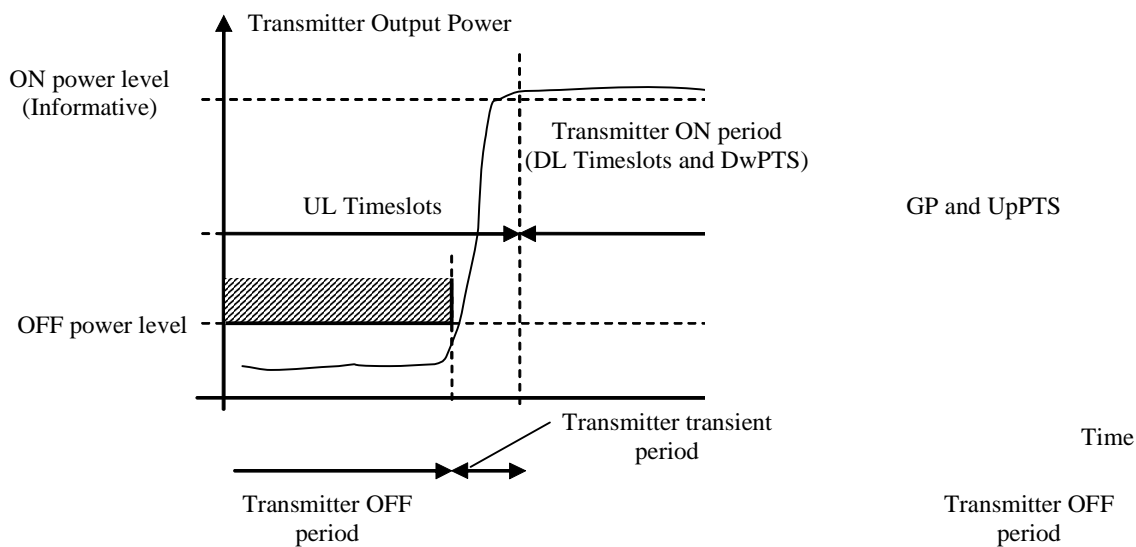 Transmitter Output Power
ON power level
(Informative)
Transmitter ON period
(DL Timeslots and DwPTS)
UL Timeslots
GP and UpPTS
OFF power level
Transmitter transient
period
Time
Transmitter OFF
period
Transmitter OFF
period